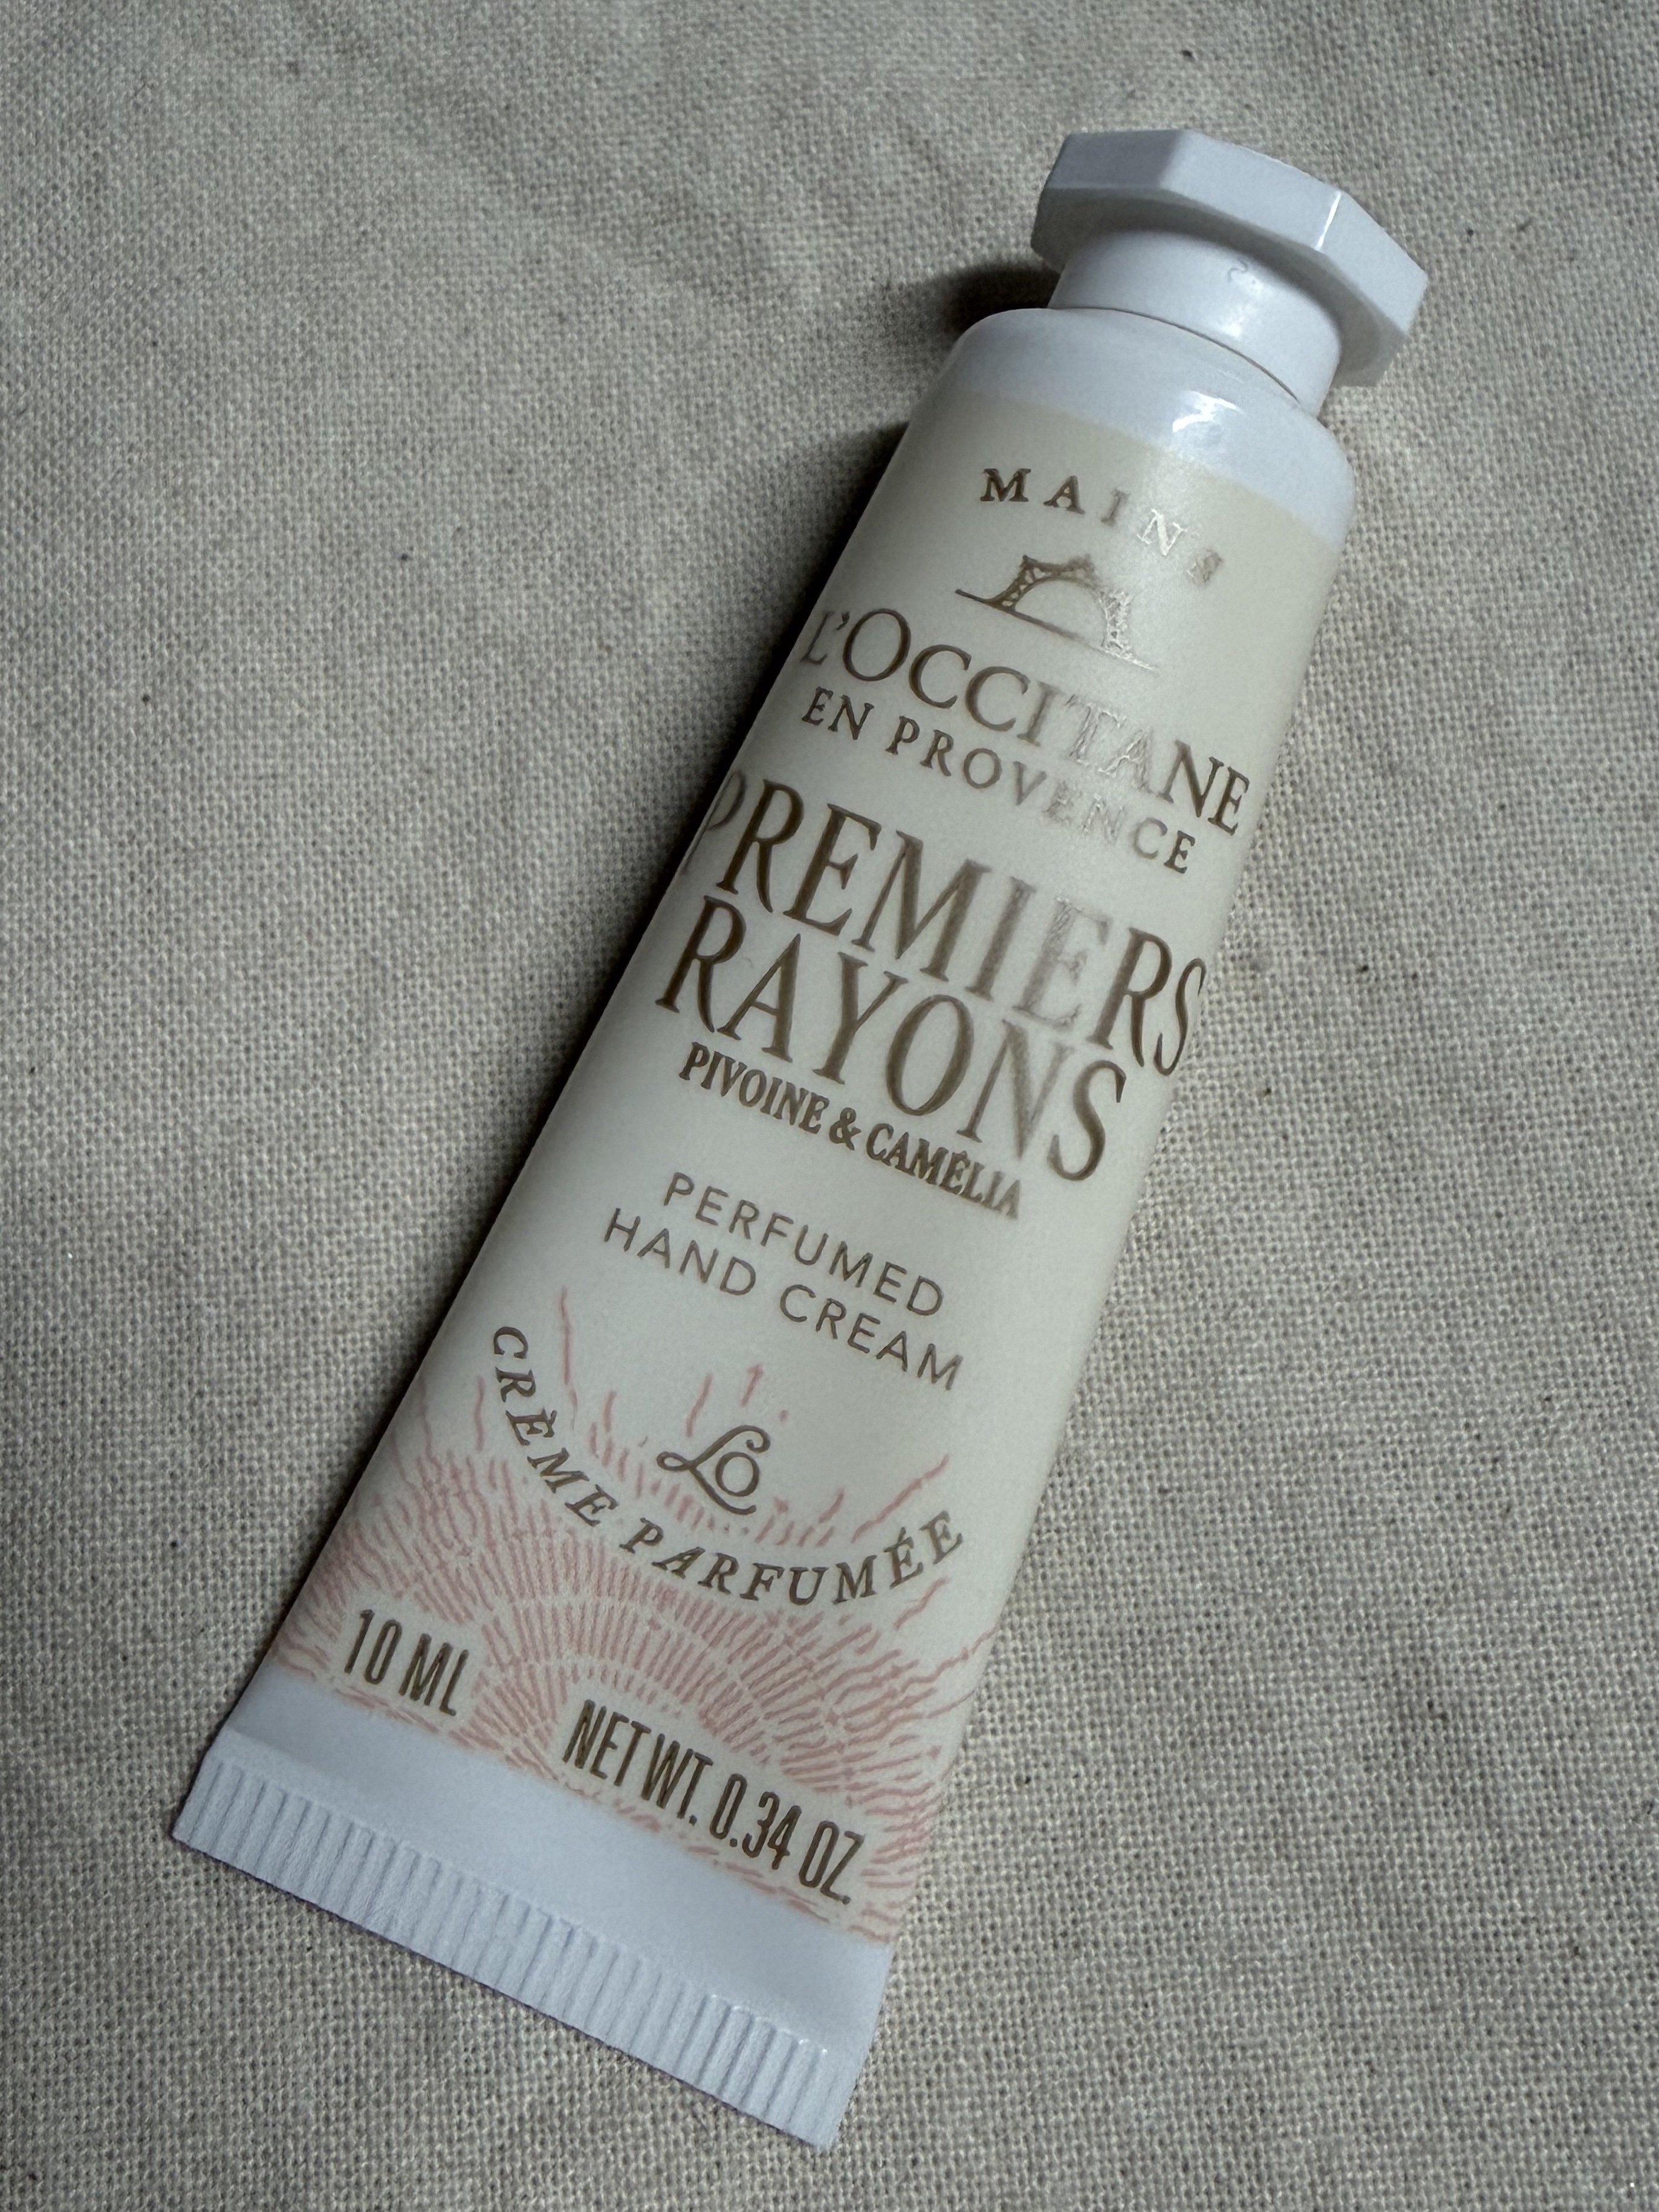 MAINS
L'OCCITANE
EN PROVENCE
PREMIERS
RAYONS
PIVOINE & CAMÉLIA
PERFUMED
HAND CREAM
LO
CRÈME PARFUMÉE
10 ML
NET WT. 0.34 OZ.